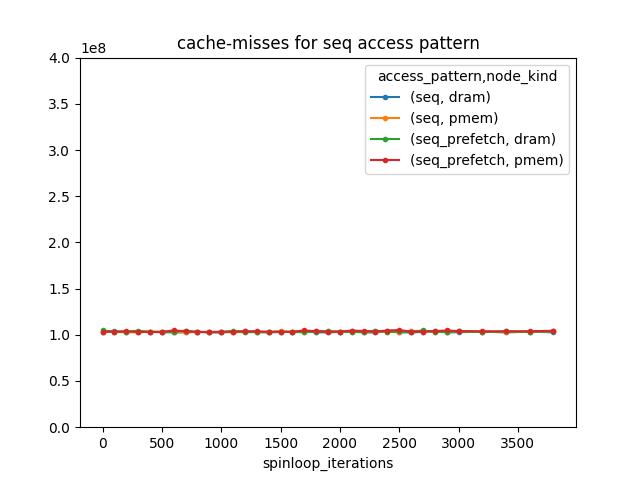 cache-misses for seq access pattern
1e8
4.0
3.5
3.0
2.5
2.0
1.5
1.0
0.5
0.0
access_pattern,node_kind
(seq, dram)
(seq, pmem)
(seq_prefetch, dram)
(seq_prefetch, pmem)
0 500 1000 1500 2000 2500 3000 3500
spinloop_iterations